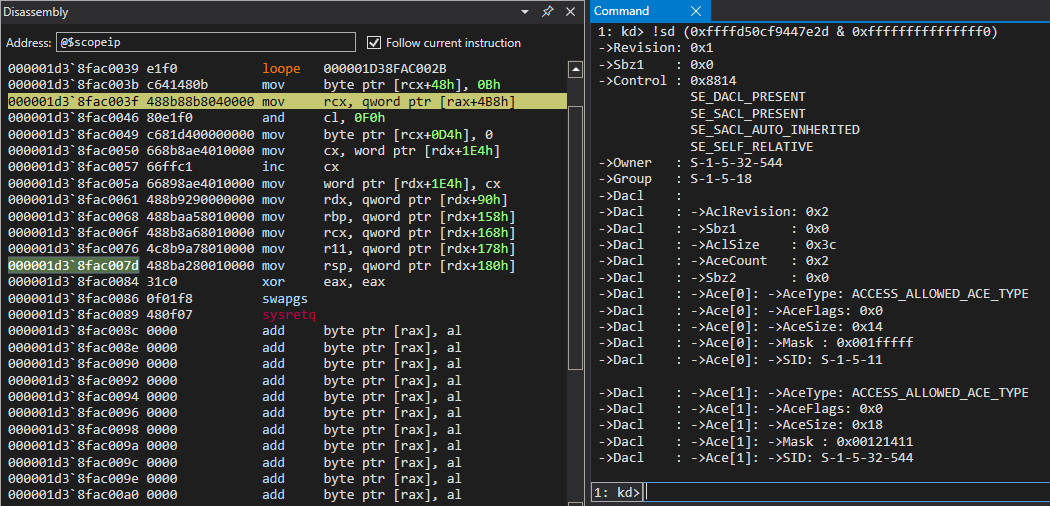 Disassembly
Address: @$scopeip Follow current instruction
000001d3`8fac0039 e1f0 loope 000001D38FAC002B
000001d3`8fac003b c641480b mov byte ptr [rcx+48h], 0Bh
000001d3`8fac003f 488b88b8040000 mov rcx, qword ptr [rax+4B8h]
000001d3`8fac0046 80e1f0 and cl, 0F0h
000001d3`8fac0049 c681d400000000 mov byte ptr [rcx+0D4h], 0
000001d3`8fac0050 668b8ae4010000 mov cx, word ptr [rdx+1E4h]
000001d3`8fac0057 66ffc1 inc cx
000001d3`8fac005a 66898ae4010000 mov word ptr [rdx+1E4h], cx
000001d3`8fac0061 488b9290000000 mov rdx, qword ptr [rdx+90h]
000001d3`8fac0068 488baa58010000 mov rbp, qword ptr [rdx+158h]
000001d3`8fac006f 488b8a68010000 mov rcx, qword ptr [rdx+168h]
000001d3`8fac0076 4c8b9a78010000 mov r11, qword ptr [rdx+178h]
000001d3`8fac007d 488ba280010000 mov rsp, qword ptr [rdx+180h]
000001d3`8fac0084 31c0 xor eax, eax
000001d3`8fac0086 0f01f8 swapgs
000001d3`8fac0089 480f07 sysretq
000001d3`8fac008c 0000 add byte ptr [rax], al
000001d3`8fac008e 0000 add byte ptr [rax], al
000001d3`8fac0090 0000 add byte ptr [rax], al
000001d3`8fac0092 0000 add byte ptr [rax], al
000001d3`8fac0094 0000 add byte ptr [rax], al
000001d3`8fac0096 0000 add byte ptr [rax], al
000001d3`8fac0098 0000 add byte ptr [rax], al
000001d3`8fac009a 0000 add byte ptr [rax], al
000001d3`8fac009c 0000 add byte ptr [rax], al
000001d3`8fac009e 0000 add byte ptr [rax], al
000001d3`8fac00a0 0000 add byte ptr [rax], al
Command
1: kd> !sd (0xffffd50cf9447e2d & 0xfffffffffffffff0)
->Revision: 0x1
->Sbz1 : 0x0
->Control : 0x8814
SE_DACL_PRESENT
SE_SACL_PRESENT
SE_SACL_AUTO_INHERITED
SE_SELF_RELATIVE
->Owner : S-1-5-32-544
->Group : S-1-5-18
->Dacl :
->Dacl : ->AclRevision: 0x2
->Dacl : ->Sbz1 : 0x0
->Dacl : ->AclSize : 0x3c
->Dacl : ->AceCount : 0x2
->Dacl : ->Sbz2 : 0x0
->Dacl : ->Ace[0]: ->AceType: ACCESS_ALLOWED_ACE_TYPE
->Dacl : ->Ace[0]: ->AceFlags: 0x0
->Dacl : ->Ace[0]: ->AceSize: 0x14
->Dacl : ->Ace[0]: ->Mask : 0x001fffff
->Dacl : ->Ace[0]: ->SID: S-1-5-11
->Dacl : ->Ace[1]: ->AceType: ACCESS_ALLOWED_ACE_TYPE
->Dacl : ->Ace[1]: ->AceFlags: 0x0
->Dacl : ->Ace[1]: ->AceSize: 0x18
->Dacl : ->Ace[1]: ->Mask : 0x00121411
->Dacl : ->Ace[1]: ->SID: S-1-5-32-544
1: kd>